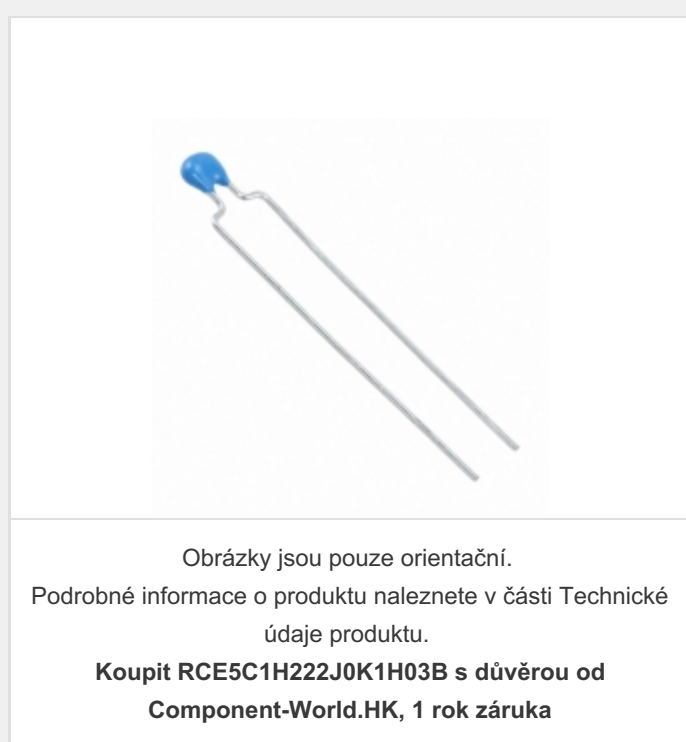 Obrázky jsou pouze orientační.
Podrobné informace o produktu naleznete v části Technické
údaje produktu.
Koupit RCE5C1H222J0K1H03B s důvěrou od
Component-World.HK, 1 rok záruka